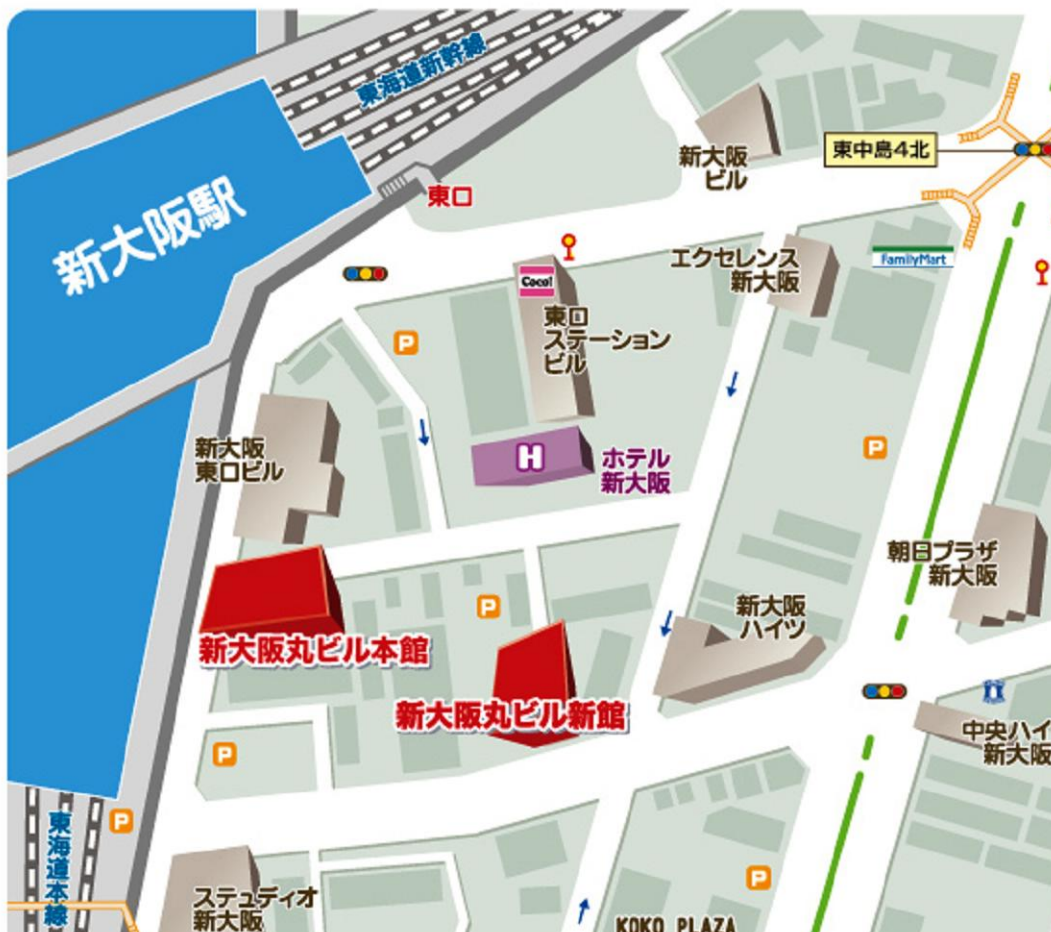 東海道新幹線
新大阪駅
東口
新大阪
ビル
東中島4北
エクセレンス
新大阪
FamilyMart
Coco!
東口
ステーション
ビル
P
新大阪
東口ビル
H
ホテル
新大阪
P
朝日プラザ
新大阪
P
新大阪
ハイツ
新大阪丸ビル本館
新大阪丸ビル新館
P
中央ハイ
新大阪
P
東海道本線
P
ステュディオ
新大阪
KOKO PLAZA